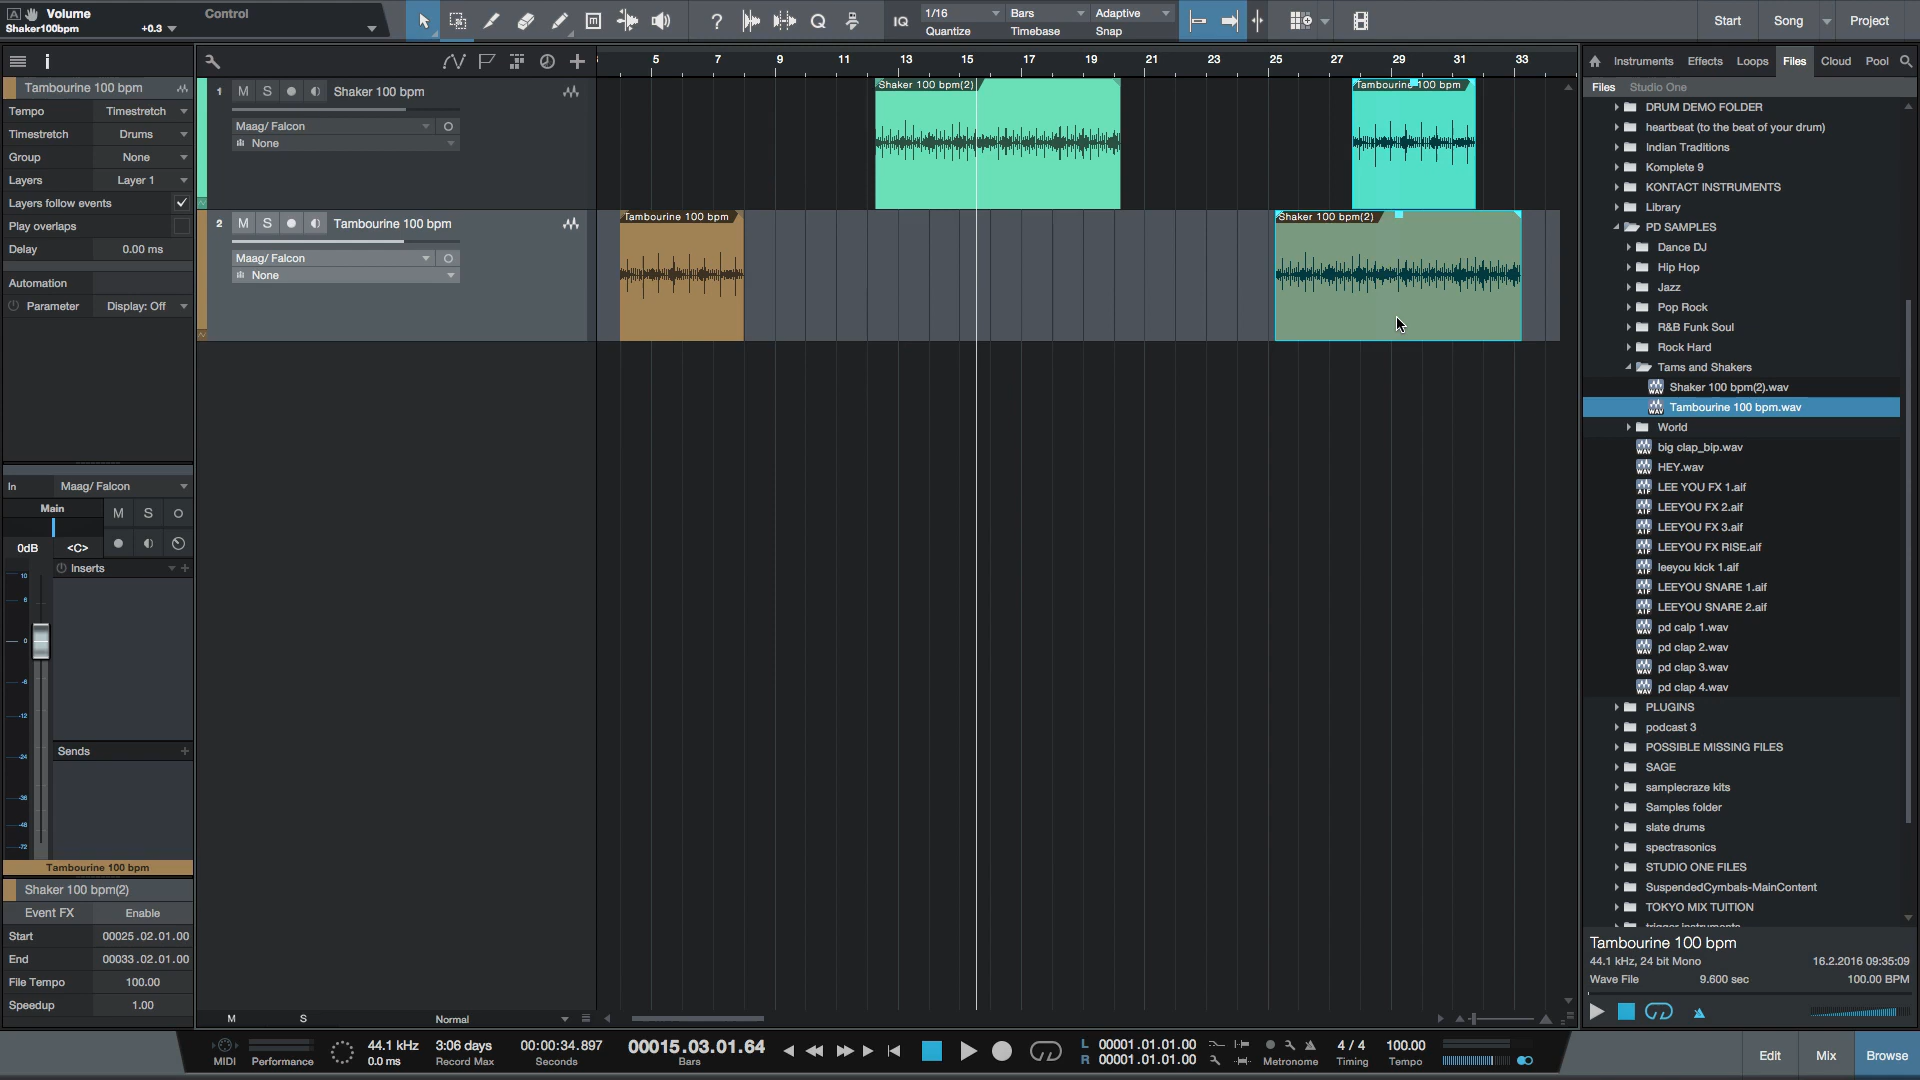 Volume
Shaker100bpm +0.3
Control
IQ
1/16
Quantize
Bars
Timebase
Adaptive
Snap
Start
Song
Project
Tambourine 100 bpm
Tempo Timestretch
Timestretch Drums
Group None
Layers Layer 1
Layers follow events
Play overlaps
Delay 0.00 ms
Automation
Parameter Display: Off
In Maag/ Falcon
Main M S
0dB <C>
Inserts
Sends
10
6
0
-6
-12
-24
-36
-48
-72
Tambourine 100 bpm
Shaker 100 bpm(2)
Event FX Enable
Start 00025.02.01.00
End 00033.02.01.00
File Tempo 100.00
Speedup 1.00
1 M S Shaker 100 bpm
Maag/ Falcon
None
2 M S Tambourine 100 bpm
Maag/ Falcon
None
5 7 9 11 13 15 17 19 21 23 25 27 29 31 33
Shaker 100 bpm(2)
Tambourine 100 bpm
Tambourine 100 bpm
Shaker 100 bpm(2)
M S Normal
Instruments Effects Loops Files Cloud Pool
Files Studio One
DRUM DEMO FOLDER
heartbeat (to the beat of your drum)
Indian Traditions
Komplete 9
KONTACT INSTRUMENTS
Library
PD SAMPLES
Dance DJ
Hip Hop
Jazz
Pop Rock
R&B Funk Soul
Rock Hard
Tams and Shakers
Shaker 100 bpm(2).wav
Tambourine 100 bpm.wav
World
big clap_bip.wav
HEY.wav
LEE YOU FX 1.aif
LEEYOU FX 2.aif
LEEYOU FX 3.aif
LEEYOU FX RISE.aif
leeyou kick 1.aif
LEEYOU SNARE 1.aif
LEEYOU SNARE 2.aif
pd calp 1.wav
pd clap 2.wav
pd clap 3.wav
pd clap 4.wav
PLUGINS
podcast 3
POSSIBLE MISSING FILES
SAGE
samplecraze kits
Samples folder
slate drums
spectrasonics
STUDIO ONE FILES
SuspendedCymbals-MainContent
TOKYO MIX TUITION
Tambourine 100 bpm
44.1 kHz, 24 bit Mono 16.2.2016 09:35:09
Wave File 9.600 sec 100.00 BPM
MIDI
Performance
44.1 kHz
0.0 ms
3:06 days
Record Max
00:00:34.897
Seconds
00015.03.01.64
Bars
L 00001.01.01.00
R 00001.01.01.00
Metronome
4 / 4
Timing
100.00
Tempo
Edit
Mix
Browse